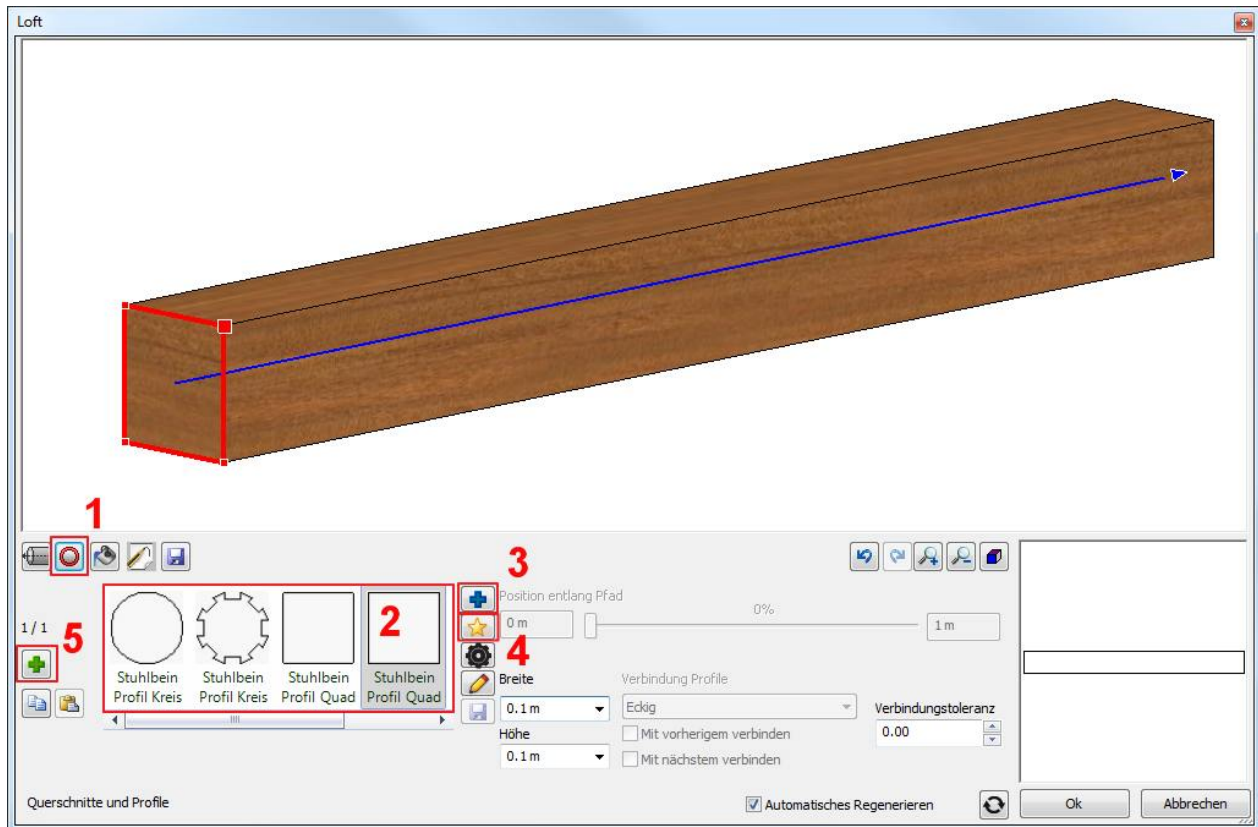 Loft
1
3
Position entlang Pfad
0%
0 m
1 m
1 / 1
5
2
4
Stuhlbein
Profil Kreis
Stuhlbein
Profil Kreis
Stuhlbein
Profil Quad
Stuhlbein
Profil Quad
Breite
Verbindung Profile
0.1 m
Eckig
Verbindungstoleranz
Höhe
Mit vorherigem verbinden
0.00
0.1 m
Mit nächstem verbinden
Querschnitte und Profile
Automatisches Regenerieren
Ok
Abbrechen